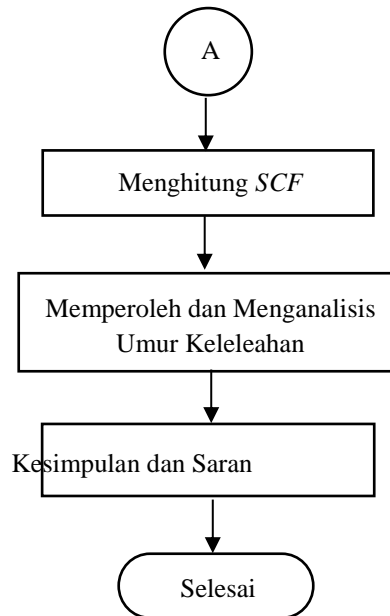 A
Menghitung SCF
Memperoleh dan Menganalisis
Umur Keleleahan
Kesimpulan dan Saran
Selesai